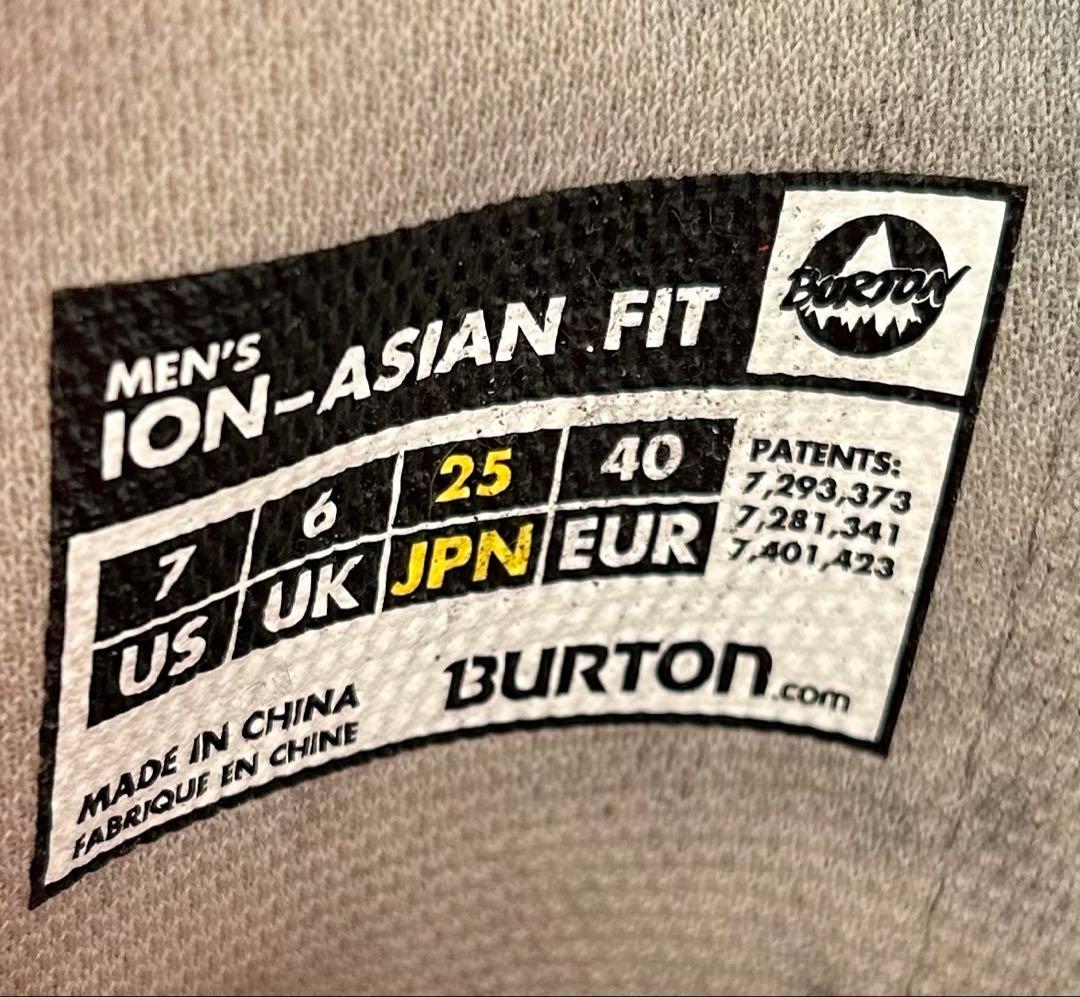 BURTON
MEN'S
ION-ASIAN FIT
7 6 25 40
US UK JPN EUR
PATENTS:
7,293,373
7,281,341
7,401,423
BURTON.com
MADE IN CHINA
FABRIQUE EN CHINE